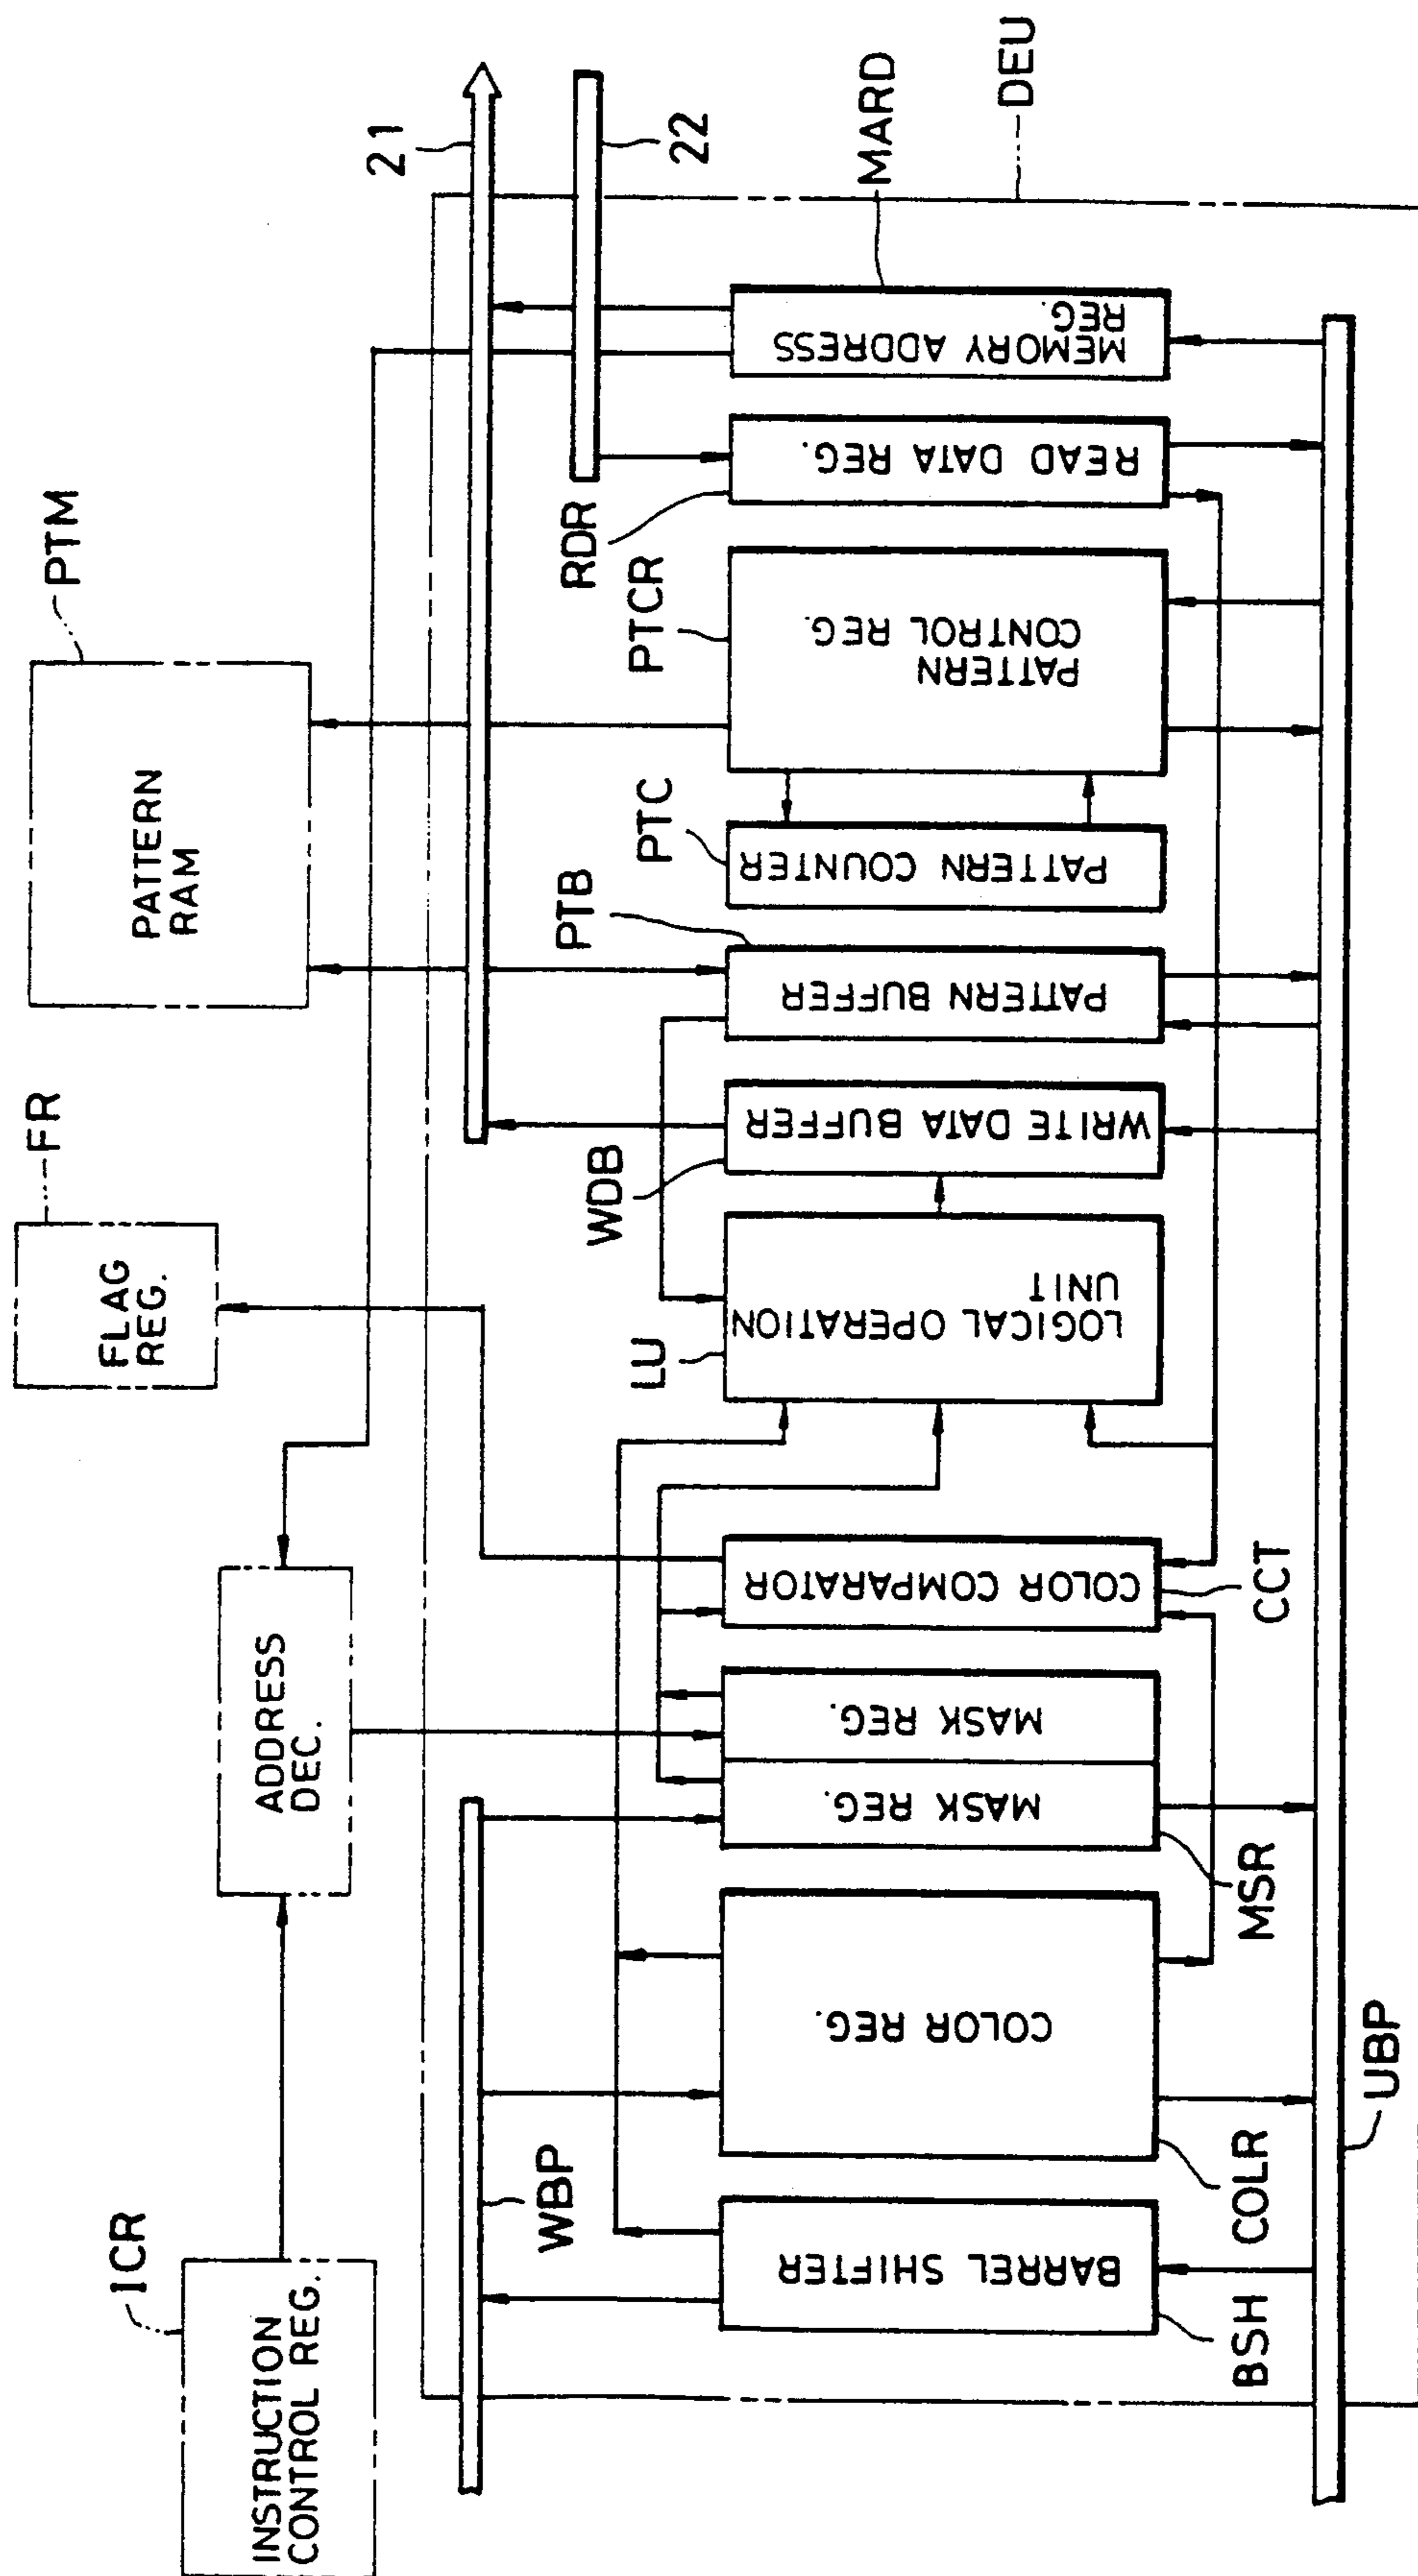 ICR
INSTRUCTION
CONTROL REG.
ADDRESS
DEC.
FR
FLAG
REG.
PTM
PATTERN
RAM
21
22
WBP
BSH
BARREL SHIFTER
COLR
COLOR REG.
MSR
MASK REG.
MASK REG.
CCT
COLOR COMPARATOR
LU
LOGICAL OPERATION
UNIT
WDB
WRITE DATA BUFFER
PTB
PATTERN BUFFER
PTC
PATTERN COUNTER
PTCR
PATTERN
CONTROL REG.
RDR
READ DATA REG.
MARD
MEMORY ADDRESS
REG.
DEU
UBP